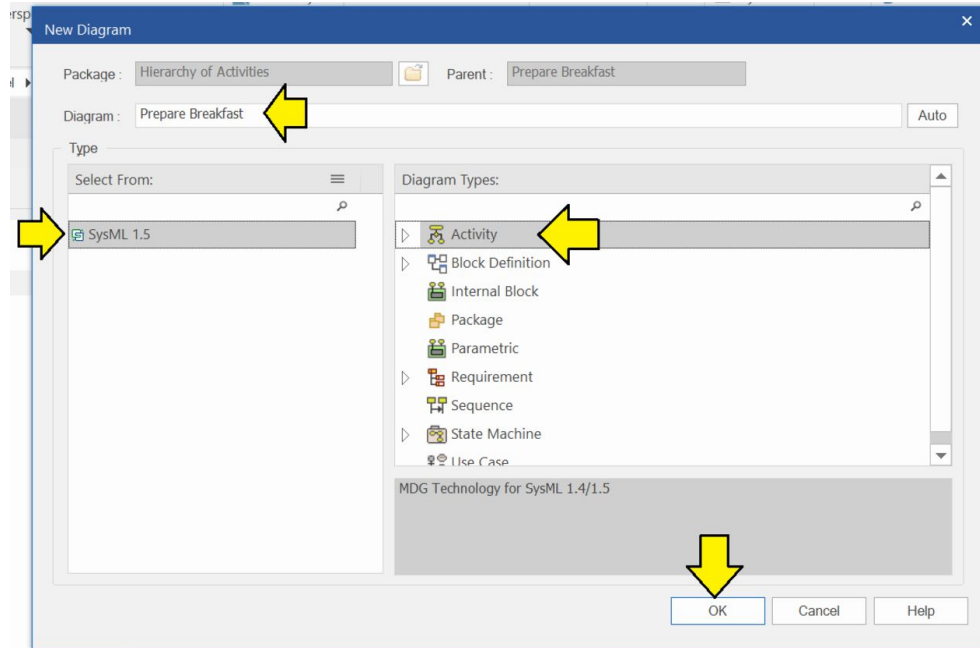 New Diagram
Package : Hierarchy of Activities Parent : Prepare Breakfast
Diagram : Prepare Breakfast Auto
Type
Select From: Diagram Types:
SysML 1.5
Activity
Block Definition
Internal Block
Package
Parametric
Requirement
Sequence
State Machine
Use Case
MDG Technology for SysML 1.4/1.5
OK Cancel Help